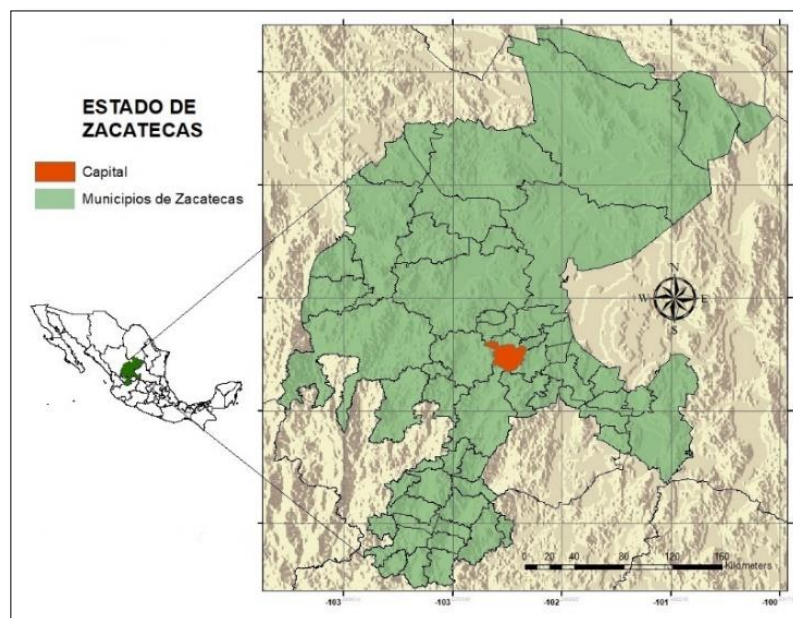 ESTADO DE
ZACATECAS
Capital
Municipios de Zacatecas
N
W E
S
0 20 40 80 120 160
Kilometers
-103 -103 -102 -101 -100